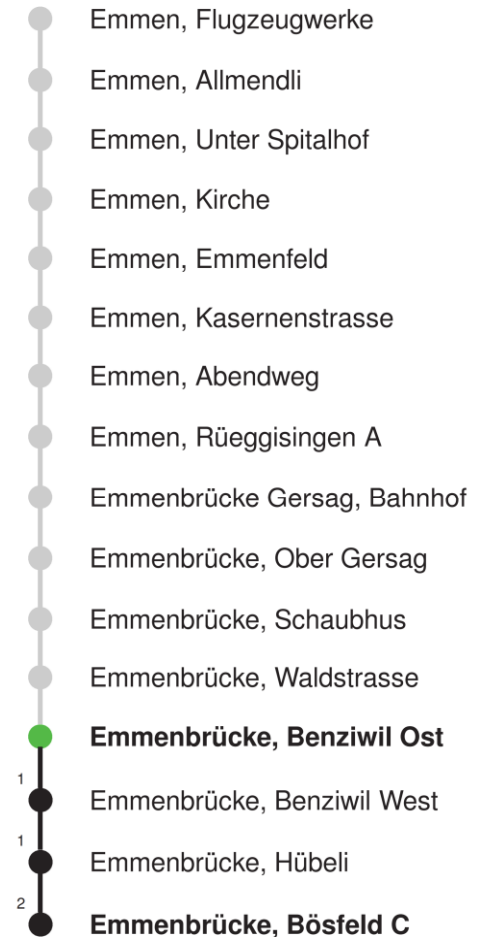 Emmen, Flugzeugwerke
Emmen, Allmendli
Emmen, Unter Spitalhof
Emmen, Kirche
Emmen, Emmenfeld
Emmen, Kasernenstrasse
Emmen, Abendweg
Emmen, Rüeggisingen A
Emmenbrücke Gersag, Bahnhof
Emmenbrücke, Ober Gersag
Emmenbrücke, Schaubhus
Emmenbrücke, Waldstrasse
Emmenbrücke, Benziwil Ost
1 Emmenbrücke, Benziwil West
1 Emmenbrücke, Hübeli
2 Emmenbrücke, Bösfeld C